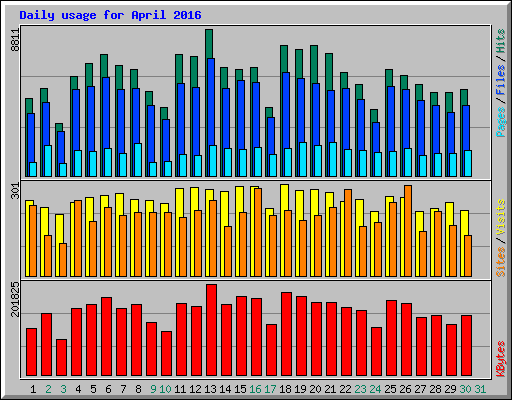 Daily usage for April 2016
8811
Pages / Files / Hits
301
Sites / Visits
201825
KBytes
1 2 3 4 5 6 7 8 9 10 11 12 13 14 15 16 17 18 19 20 21 22 23 24 25 26 27 28 29 30 31